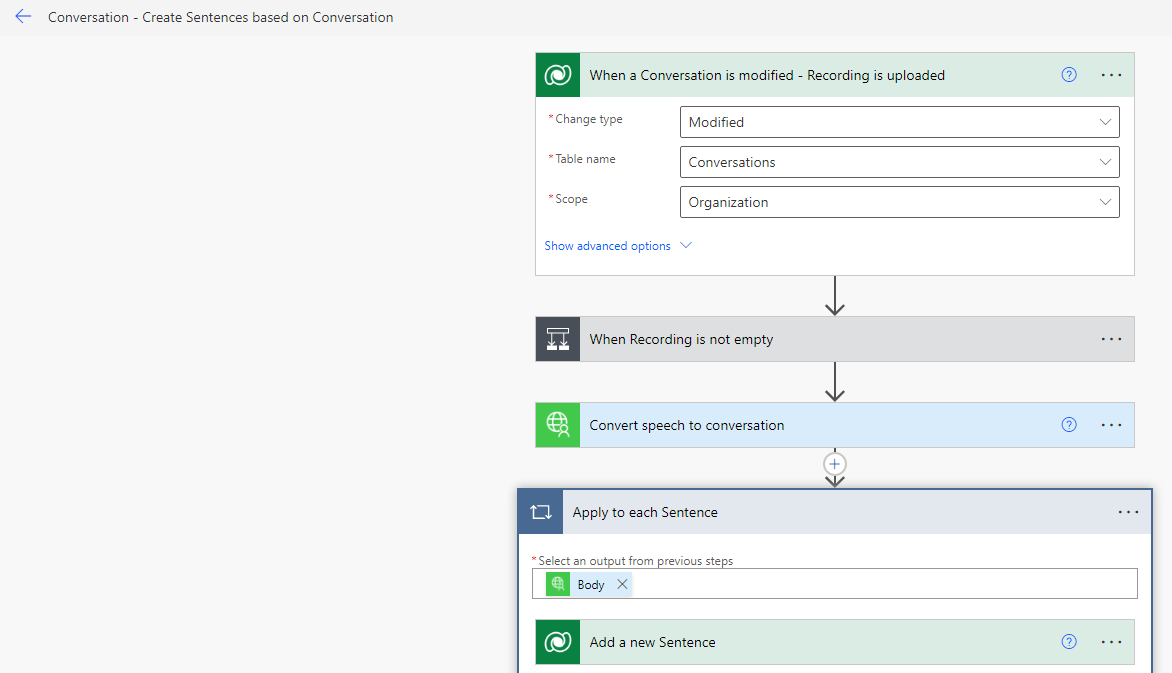 Conversation - Create Sentences based on Conversation
When a Conversation is modified - Recording is uploaded
* Change type
Modified
* Table name
Conversations
* Scope
Organization
Show advanced options
When Recording is not empty
Convert speech to conversation
Apply to each Sentence
* Select an output from previous steps
Body
Add a new Sentence